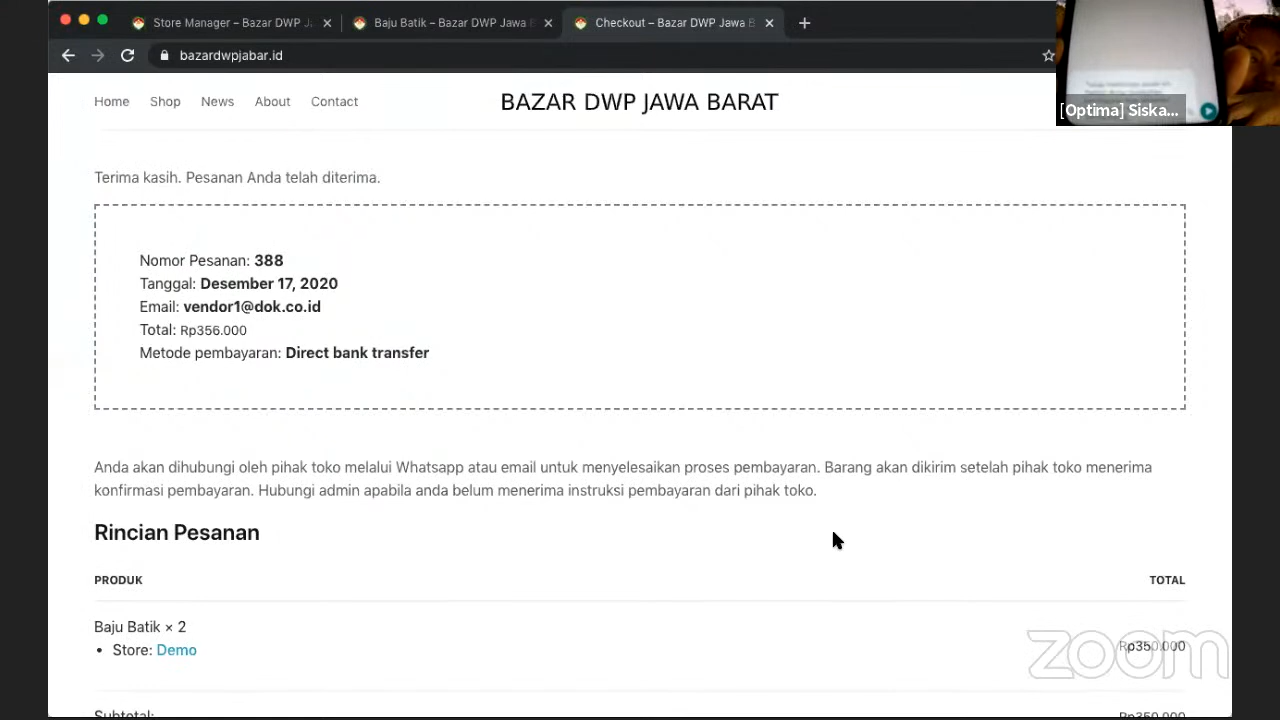 Store Manager – Bazar DWP J
Baju Batik – Bazar DWP Jawa
Checkout – Bazar DWP Jawa B
bazardwpjabar.id
Home Shop News About Contact
BAZAR DWP JAWA BARAT
[Optima] Siska...
Terima kasih. Pesanan Anda telah diterima.
Nomor Pesanan: 388
Tanggal: Desember 17, 2020
Email: vendor1@dok.co.id
Total: Rp356.000
Metode pembayaran: Direct bank transfer
Anda akan dihubungi oleh pihak toko melalui Whatsapp atau email untuk menyelesaikan proses pembayaran. Barang akan dikirim setelah pihak toko menerima
konfirmasi pembayaran. Hubungi admin apabila anda belum menerima instruksi pembayaran dari pihak toko.
Rincian Pesanan
PRODUK TOTAL
Baju Batik × 2
• Store: Demo
Rp350.000
zoom
Subtotal: Rp350.000